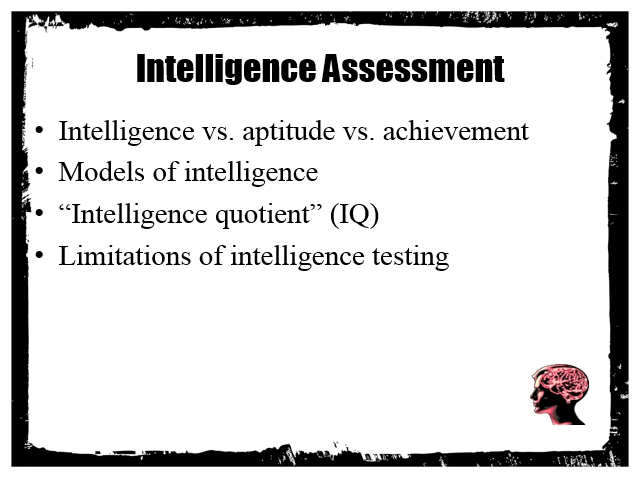 Intelligence Assessment
• Intelligence vs. aptitude vs. achievement
• Models of intelligence
• “Intelligence quotient” (IQ)
• Limitations of intelligence testing